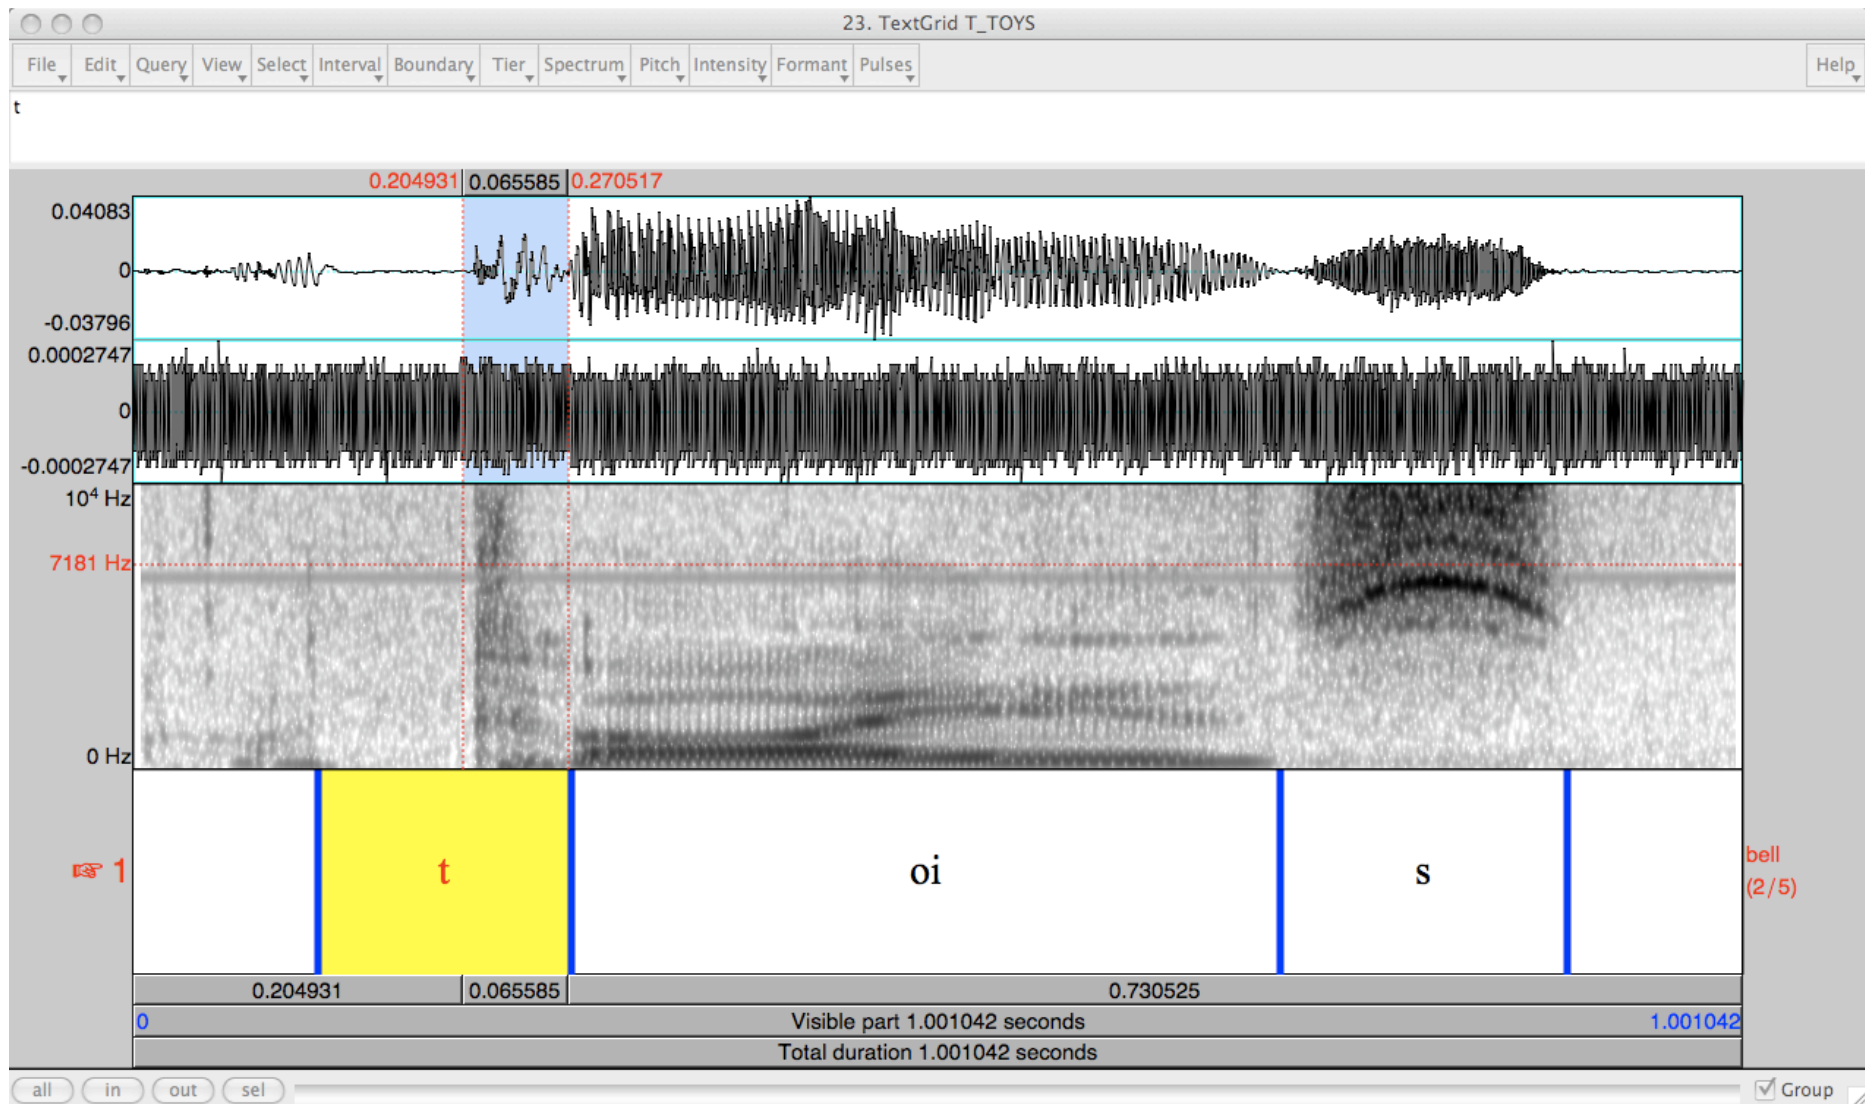 23. TextGrid T_TOYS
File Edit Query View Select Interval Boundary Tier Spectrum Pitch Intensity Formant Pulses Help
t
0.204931 0.065585 0.270517
0.04083
0
-0.03796
0.0002747
0
-0.0002747
10⁴ Hz
7181 Hz
0 Hz
☞ 1 t oi s bell
(2/5)
0.204931 0.065585 0.730525
0 Visible part 1.001042 seconds 1.001042
Total duration 1.001042 seconds
all in out sel Group